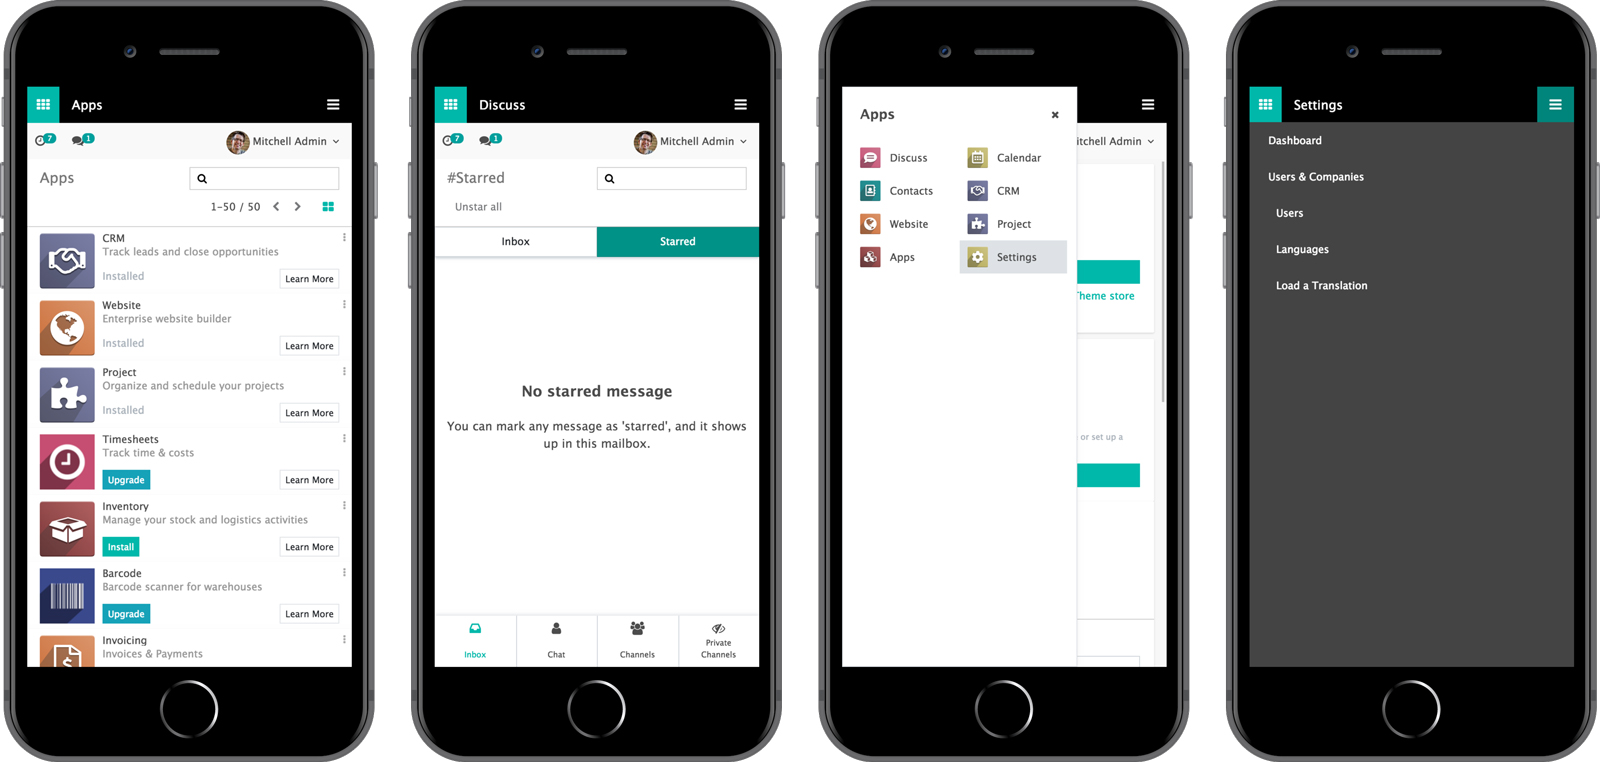 Apps
7
1
Mitchell Admin
Apps
1-50 / 50
CRM
Track leads and close opportunities
Installed
Learn More
Website
Enterprise website builder
Installed
Learn More
Project
Organize and schedule your projects
Installed
Learn More
Timesheets
Track time & costs
Upgrade
Learn More
Inventory
Manage your stock and logistics activities
Install
Learn More
Barcode
Barcode scanner for warehouses
Upgrade
Learn More
Invoicing
Invoices & Payments
Discuss
7
1
Mitchell Admin
#Starred
Unstar all
Inbox
Starred
No starred message
You can mark any message as 'starred', and it shows
up in this mailbox.
Inbox
Chat
Channels
Private
Channels
Apps
Discuss
Calendar
Contacts
CRM
Website
Project
Apps
Settings
itchell Admin
Theme store
or set up a
Settings
Dashboard
Users & Companies
Users
Languages
Load a Translation